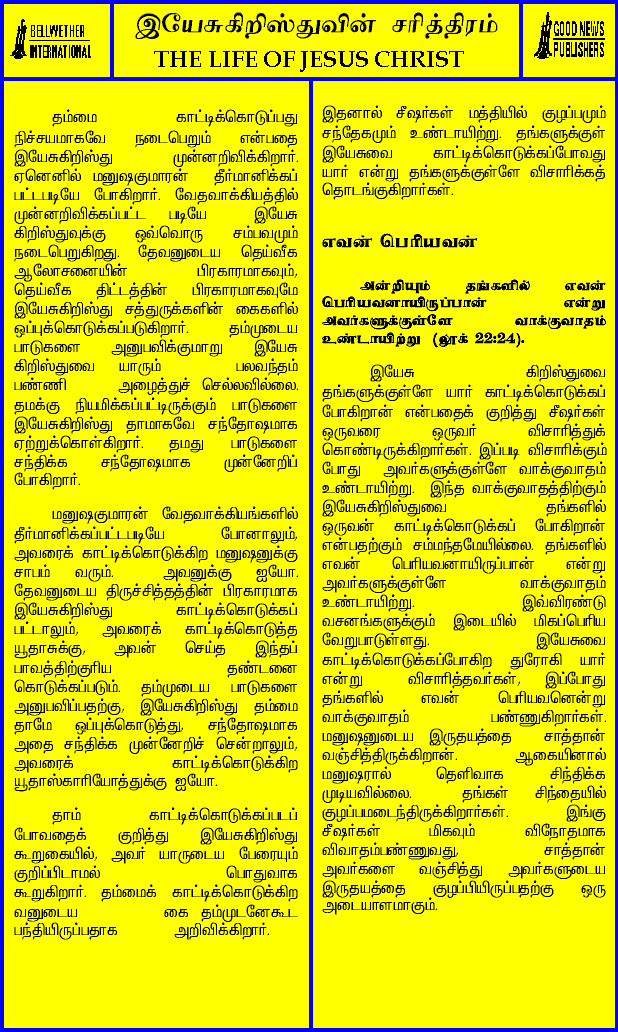 BELLWETHER
INTERNATIONAL
இயேசுகிறிஸ்துவின் சரித்திரம்
THE LIFE OF JESUS CHRIST
GOOD NEWS
PUBLISHERS
தம்மை காட்டிக்கொடுப்பது
நிச்சயமாகவே நடைபெறும் என்பதை
இயேசுகிறிஸ்து முன்னறிவிக்கிறார்.
ஏனெனில் மனுஷகுமாரன் தீர்மானிக்கப்
பட்டபடியே போகிறார். வேதவாக்கியத்தில்
முன்னறிவிக்கப்பட்ட படியே இயேசு
கிறிஸ்துவுக்கு ஒவ்வொரு சம்பவமும்
நடைபெறுகிறது. தேவனுடைய தெய்வீக
ஆலோசனையின் பிரகாரமாகவும்,
தெய்வீக திட்டத்தின் பிரகாரமாகவுமே
இயேசுகிறிஸ்து சத்துருக்களின் கைகளில்
ஒப்புக்கொடுக்கப்படுகிறார். தம்முடைய
பாடுகளை அனுபவிக்குமாறு இயேசு
கிறிஸ்துவை யாரும் பலவந்தம்
பண்ணி அழைத்துச் செல்லவில்லை.
தமக்கு நியமிக்கப்பட்டிருக்கும் பாடுகளை
இயேசுகிறிஸ்து தாமாகவே சந்தோஷமாக
ஏற்றுக்கொள்கிறார். தமது பாடுகளை
சந்திக்க சந்தோஷமாக முன்னேறிப்
போகிறார்.
மனுஷகுமாரன் வேதவாக்கியங்களில்
தீர்மானிக்கப்பட்டபடியே போனாலும்,
அவரைக் காட்டிக்கொடுக்கிற மனுஷனுக்கு
சாபம் வரும். அவனுக்கு ஐயோ.
தேவனுடைய திருச்சித்தத்தின் பிரகாரமாக
இயேசுகிறிஸ்து காட்டிக்கொடுக்கப்
பட்டாலும், அவரைக் காட்டிக்கொடுத்த
யூதாசுக்கு, அவன் செய்த இந்தப்
பாவத்திற்குரிய தண்டனை
கொடுக்கப்படும். தம்முடைய பாடுகளை
அனுபவிப்பதற்கு, இயேசுகிறிஸ்து தம்மை
தாமே ஒப்புக்கொடுத்து, சந்தோஷமாக
அதை சந்திக்க முன்னேறிச் சென்றாலும்,
அவரைக் காட்டிக்கொடுக்கிற
யூதாஸ்காரியோத்துக்கு ஐயோ.
தாம் காட்டிக்கொடுக்கப்படப்
போவதைக் குறித்து இயேசுகிறிஸ்து
கூறுகையில், அவர் யாருடைய பேரையும்
குறிப்பிடாமல் பொதுவாக
கூறுகிறார். தம்மைக் காட்டிக்கொடுக்கிற
வனுடைய கை தம்முடனேகூட
பந்தியிருப்பதாக அறிவிக்கிறார்.
இதனால் சீஷர்கள் மத்தியில் குழப்பமும்
சந்தேகமும் உண்டாயிற்று. தங்களுக்குள்
இயேசுவை காட்டிக்கொடுக்கப்போவது
யார் என்று தங்களுக்குள்ளே விசாரிக்கத்
தொடங்குகிறார்கள்.
எவன் பெரியவன்
அன்றியும் தங்களில் எவன்
பெரியவனாயிருப்பான் என்று
அவர்களுக்குள்ளே வாக்குவாதம்
உண்டாயிற்று (லூக் 22:24).
இயேசு கிறிஸ்துவை
தங்களுக்குள்ளே யார் காட்டிக்கொடுக்கப்
போகிறான் என்பதைக் குறித்து சீஷர்கள்
ஒருவரை ஒருவர் விசாரித்துக்
கொண்டிருக்கிறார்கள். இப்படி விசாரிக்கும்
போது அவர்களுக்குள்ளே வாக்குவாதம்
உண்டாயிற்று. இந்த வாக்குவாதத்திற்கும்
இயேசுகிறிஸ்துவை தங்களில்
ஒருவன் காட்டிக்கொடுக்கப் போகிறான்
என்பதற்கும் சம்மந்தமேயில்லை. தங்களில்
எவன் பெரியவனாயிருப்பான் என்று
அவர்களுக்குள்ளே வாக்குவாதம்
உண்டாயிற்று. இவ்விரண்டு
வசனங்களுக்கும் இடையில் மிகப்பெரிய
வேறுபாடுள்ளது. இயேசுவை
காட்டிக்கொடுக்கப்போகிற துரோகி யார்
என்று விசாரித்தவர்கள், இப்போது
தங்களில் எவன் பெரியவனென்று
வாக்குவாதம் பண்ணுகிறார்கள்.
மனுஷனுடைய இருதயத்தை சாத்தான்
வஞ்சித்திருக்கிறான். ஆகையினால்
மனுஷரால் தெளிவாக சிந்திக்க
முடியவில்லை. தங்கள் சிந்தையில்
குழப்பமடைந்திருக்கிறார்கள். இங்கு
சீஷர்கள் மிகவும் விநோதமாக
விவாதம்பண்ணுவது, சாத்தான்
அவர்களை வஞ்சித்து அவர்களுடைய
இருதயத்தை குழப்பியிருப்பதற்கு ஒரு
அடையாளமாகும்.